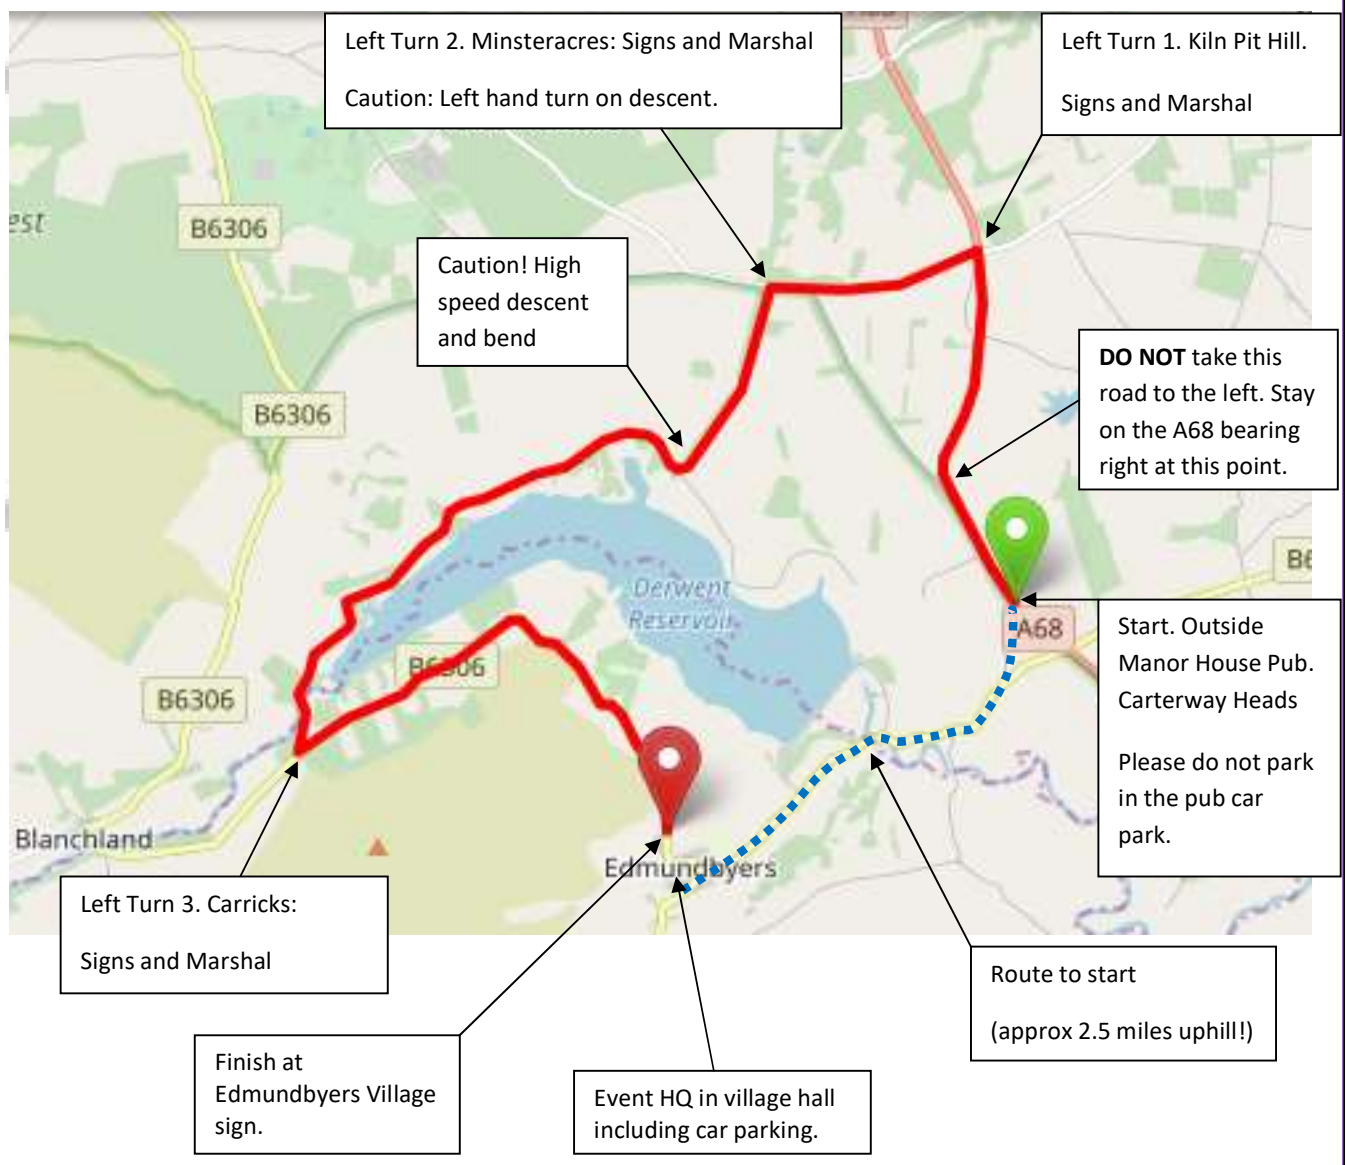 Left Turn 2. Minsteracres: Signs and Marshal
Caution: Left hand turn on descent.
Left Turn 1. Kiln Pit Hill.
Signs and Marshal
est
B6306
Caution! High
speed descent
and bend
DO NOT take this
road to the left. Stay
on the A68 bearing
right at this point.
B6306
B6
Derwent
Reservoir
A68
Start. Outside
Manor House Pub.
Carterway Heads
Please do not park
in the pub car
park.
B6306
B6306
Blanchland
Edmundbyers
Left Turn 3. Carricks:
Signs and Marshal
Route to start
(approx 2.5 miles uphill!)
Finish at
Edmundbyers Village
sign.
Event HQ in village hall
including car parking.